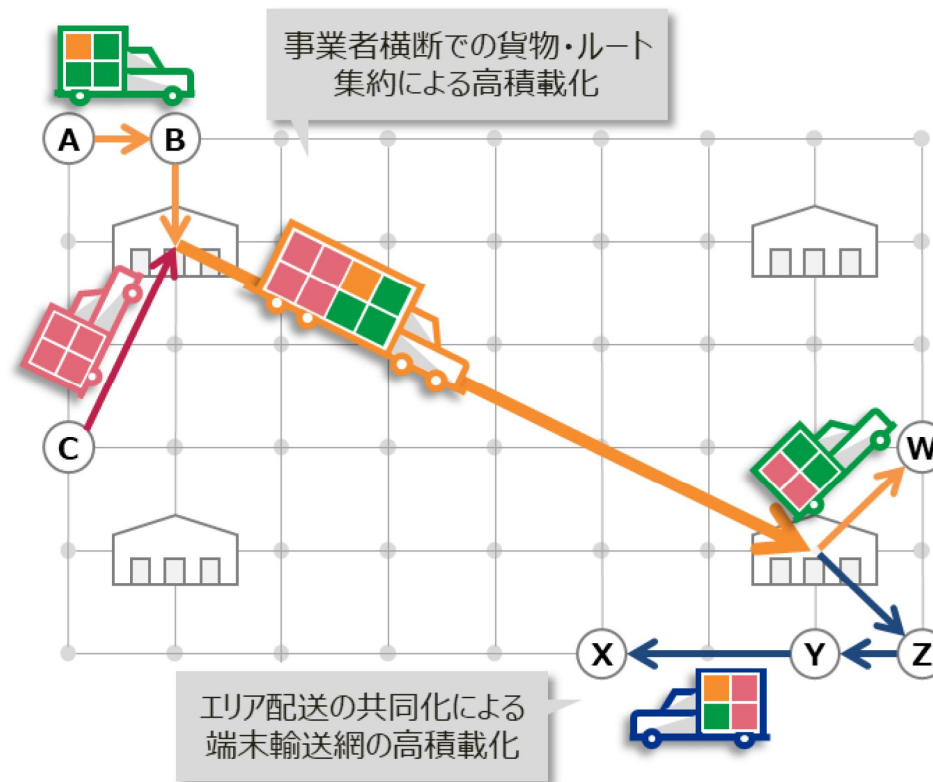 事業者横断での貨物・ルート
集約による高積載化
A
B
C
W
X
Y
Z
エリア配送の共同化による
端末輸送網の高積載化